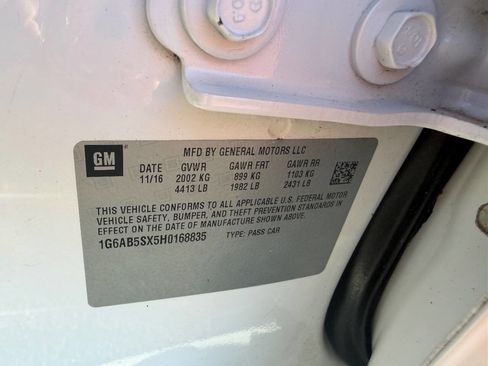 GM MFD BY GENERAL MOTORS LLC
DATE GVWR GAWR FRT GAWR RR
11/16 2002 KG 899 KG 1103 KG
4413 LB 1982 LB 2431 LB
THIS VEHICLE CONFORMS TO ALL APPLICABLE U.S. FEDERAL MOTOR
VEHICLE SAFETY, BUMPER, AND THEFT PREVENTION STANDARDS IN
EFFECT ON THE DATE OF MANUFACTURE SHOWN ABOVE.
1G6AB5SX5H0168835 TYPE: PASS CAR